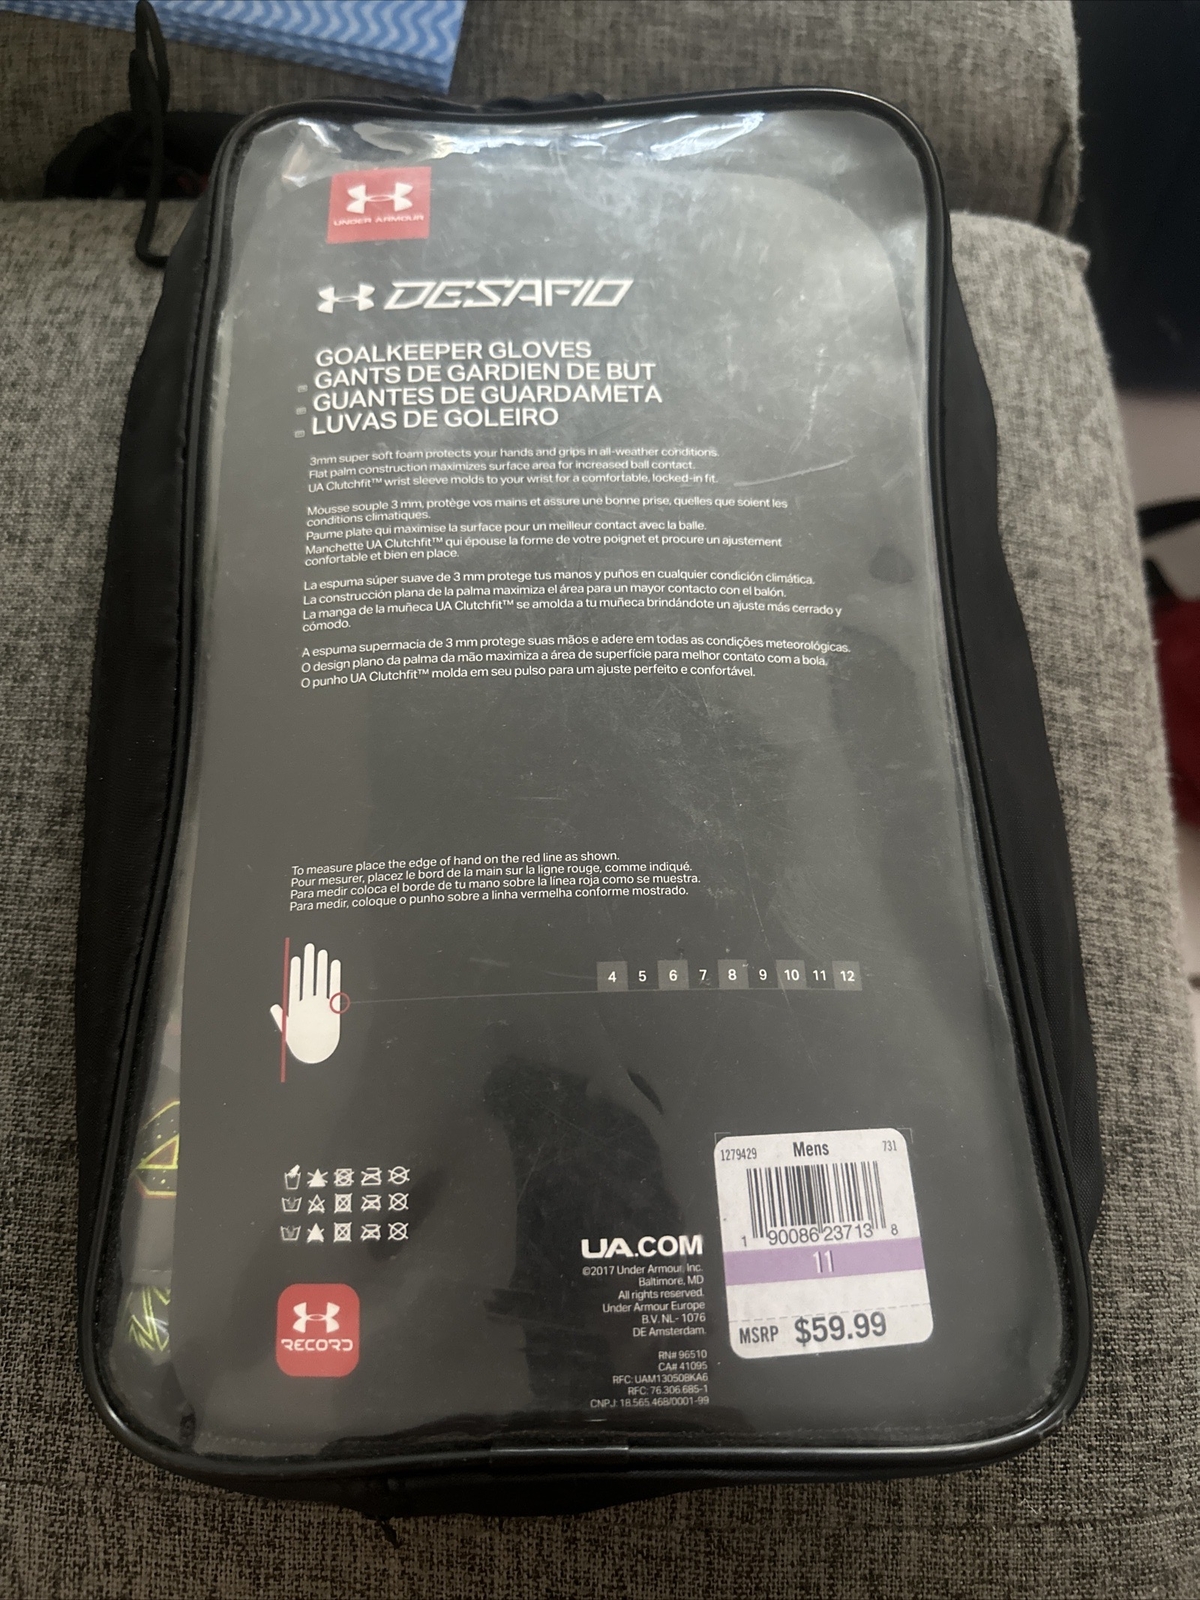 UNDER ARMOUR
DESAFIO
GOALKEEPER GLOVES
GANTS DE GARDIEN DE BUT
GUANTES DE GUARDAMETA
LUVAS DE GOLEIRO
3mm super soft foam protects your hands and grips in all-weather conditions.
Flat palm construction maximizes surface area for increased ball contact.
UA Clutchfit™ wrist sleeve molds to your wrist for a comfortable, locked-in fit.
Mousse souple 3 mm, protège vos mains et assure une bonne prise, quelles que soient les
conditions climatiques.
Paume plate qui maximise la surface pour un meilleur contact avec la balle.
Manchette UA Clutchfit™ qui épouse la forme de votre poignet et procure un ajustement
confortable et bien en place.
La espuma súper suave de 3 mm protege tus manos y puños en cualquier condición climática.
La construcción plana de la palma maximiza el área para un mayor contacto con el balón.
La manga de la muñeca UA Clutchfit™ se amolda a tu muñeca brindándote un ajuste más cerrado y
cómodo.
A espuma supermacia de 3 mm protege suas mãos e adere em todas as condições meteorológicas.
O design plano da palma da mão maximiza a área de superfície para melhor contato com a bola.
O punho UA Clutchfit™ molda em seu pulso para um ajuste perfeito e confortável.
To measure place the edge of hand on the red line as shown.
Pour mesurer, placez le bord de la main sur la ligne rouge, comme indiqué.
Para medir coloca el borde de tu mano sobre la línea roja como se muestra.
Para medir, coloque o punho sobre a linha vermelha conforme mostrado.
4 5 6 7 8 9 10 11 12
1279429 Mens 731
1 90086 23713 8
11
MSRP $59.99
UA.COM
©2017 Under Armour, Inc.
Baltimore, MD
All rights reserved.
Under Armour Europe
B.V. NL- 1076
DE Amsterdam.
RN# 96510
CA# 41095
RFC: UAM130508KA6
RFC: 76.306.685-1
CNPJ: 18.565.468/0001-99
RECORD